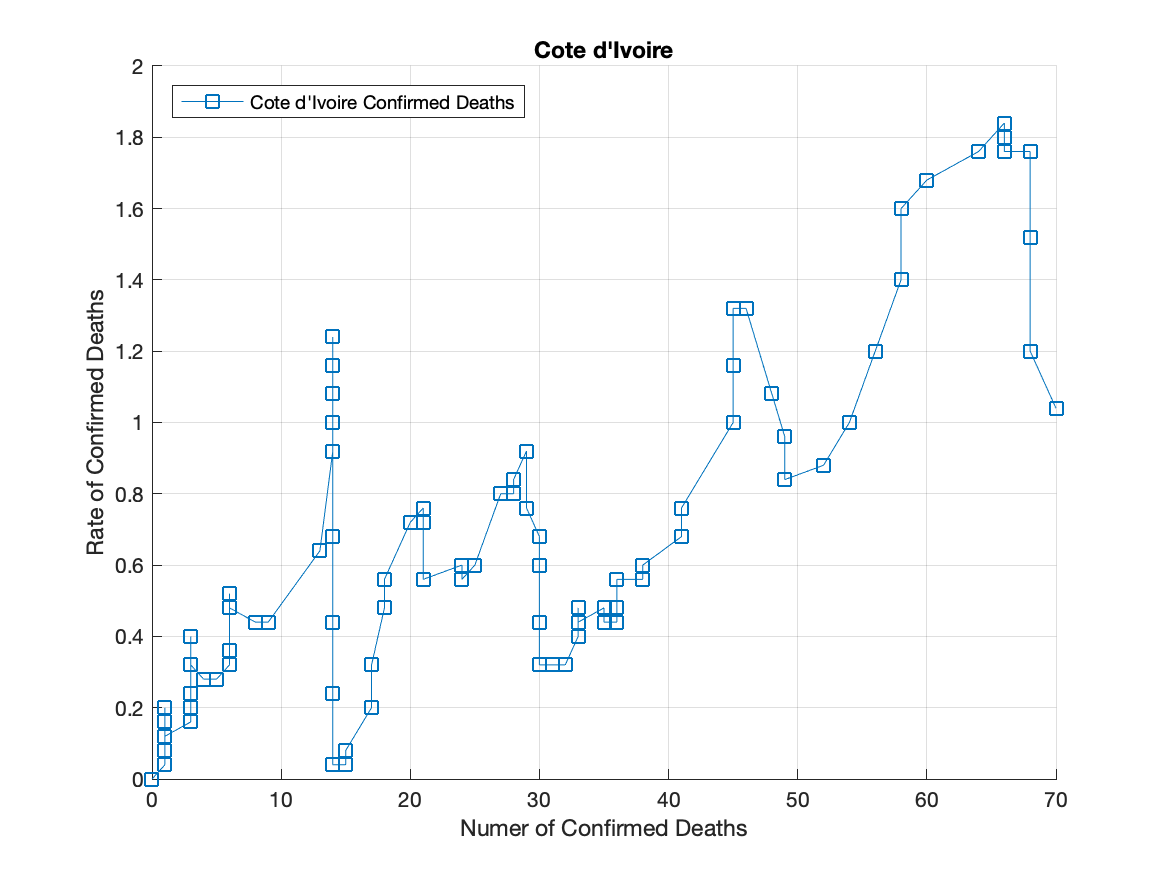 Cote d'Ivoire
Cote d'Ivoire Confirmed Deaths
2
1.8
1.6
1.4
1.2
1
0.8
0.6
0.4
0.2
0
Rate of Confirmed Deaths
0 10 20 30 40 50 60 70
Numer of Confirmed Deaths